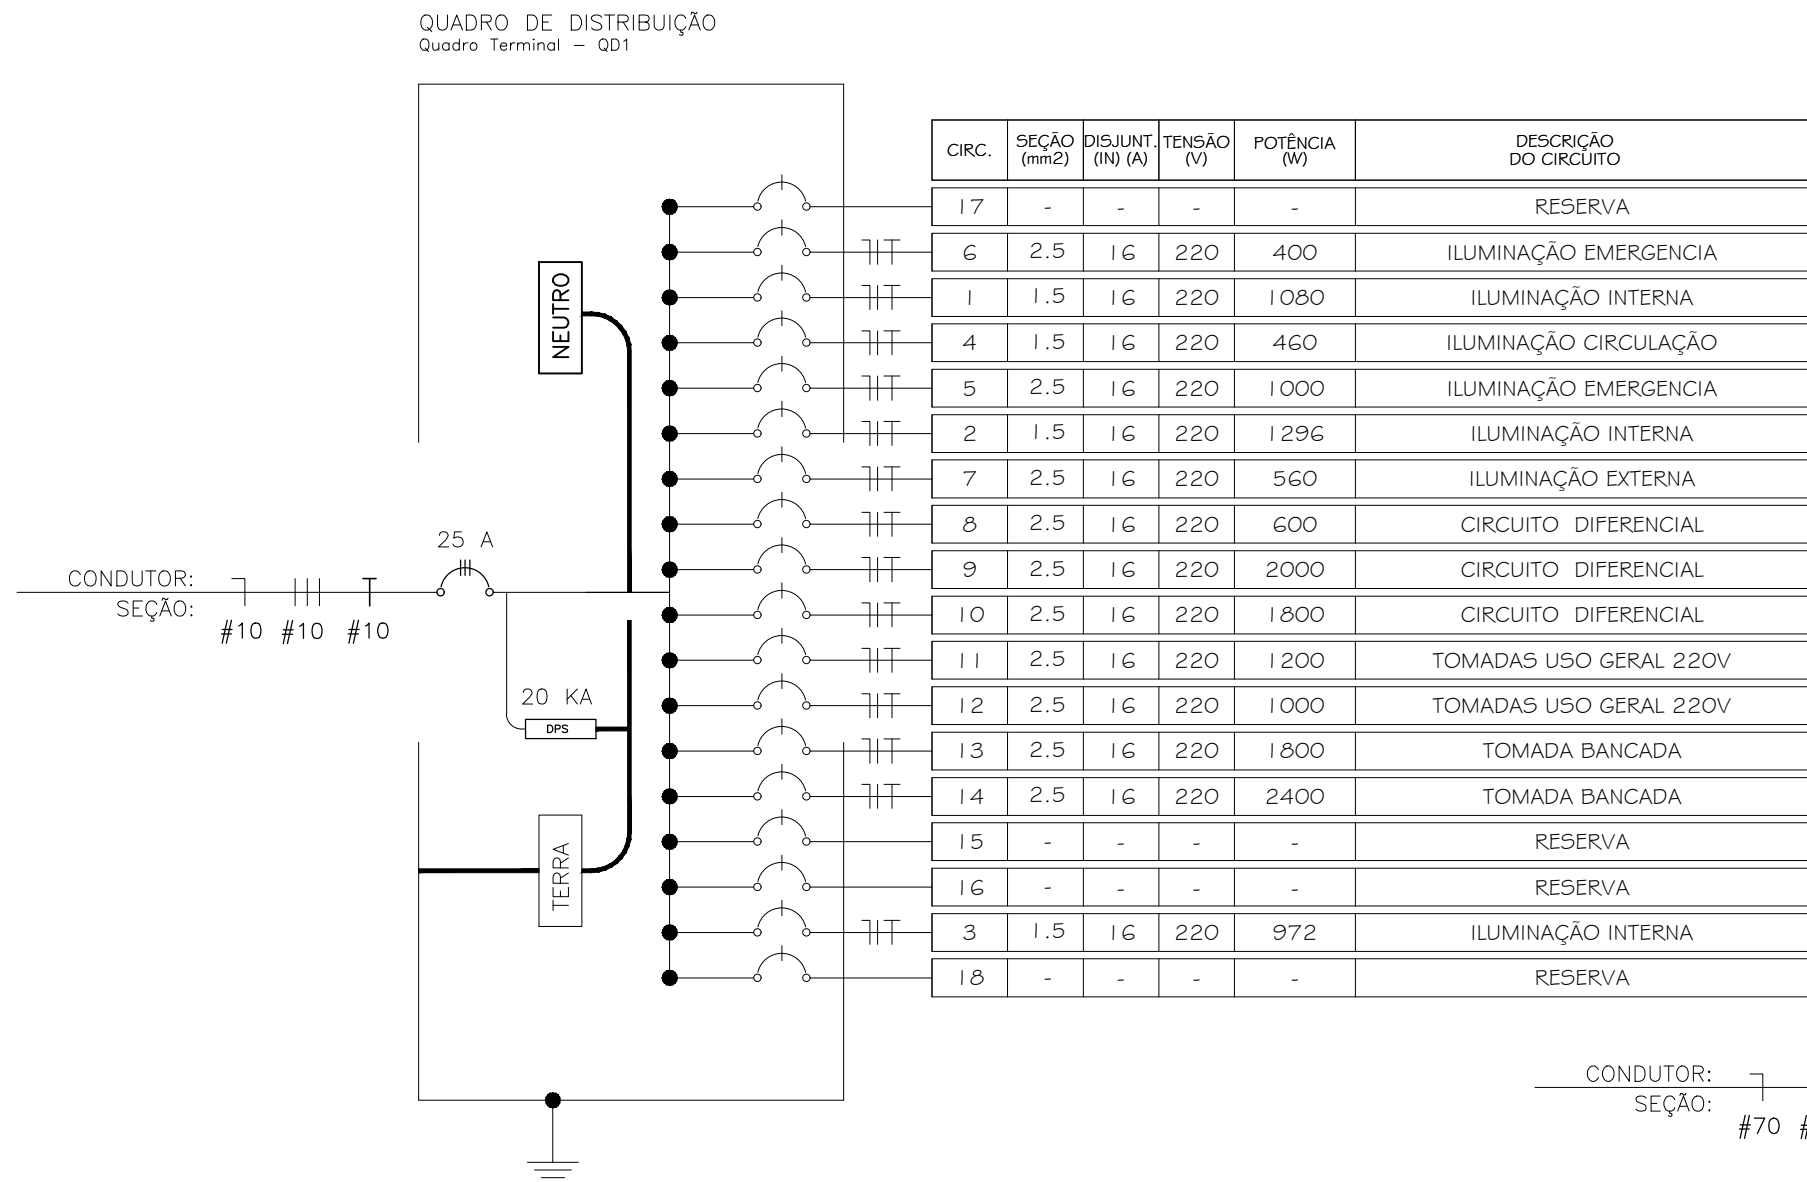 QUADRO DE DISTRIBUIÇÃO
Quadro Terminal – QD1
CIRC. SEÇÃO (mm2) DISJUNT. (IN) (A) TENSÃO (V) POTÊNCIA (W) DESCRIÇÃO DO CIRCUITO
17 - - - - RESERVA
6 2.5 16 220 400 ILUMINAÇÃO EMERGENCIA
1 1.5 16 220 1080 ILUMINAÇÃO INTERNA
4 1.5 16 220 460 ILUMINAÇÃO CIRCULAÇÃO
5 2.5 16 220 1000 ILUMINAÇÃO EMERGENCIA
2 1.5 16 220 1296 ILUMINAÇÃO INTERNA
7 2.5 16 220 560 ILUMINAÇÃO EXTERNA
8 2.5 16 220 600 CIRCUITO DIFERENCIAL
9 2.5 16 220 2000 CIRCUITO DIFERENCIAL
10 2.5 16 220 1800 CIRCUITO DIFERENCIAL
11 2.5 16 220 1200 TOMADAS USO GERAL 220V
12 2.5 16 220 1000 TOMADAS USO GERAL 220V
13 2.5 16 220 1800 TOMADA BANCADA
14 2.5 16 220 2400 TOMADA BANCADA
15 - - - - RESERVA
16 - - - - RESERVA
3 1.5 16 220 972 ILUMINAÇÃO INTERNA
18 - - - - RESERVA
NEUTRO
25 A
CONDUTOR:
SEÇÃO:
#10 #10 #10
20 KA
DPS
TERRA
CONDUTOR:
SEÇÃO:
#70 #